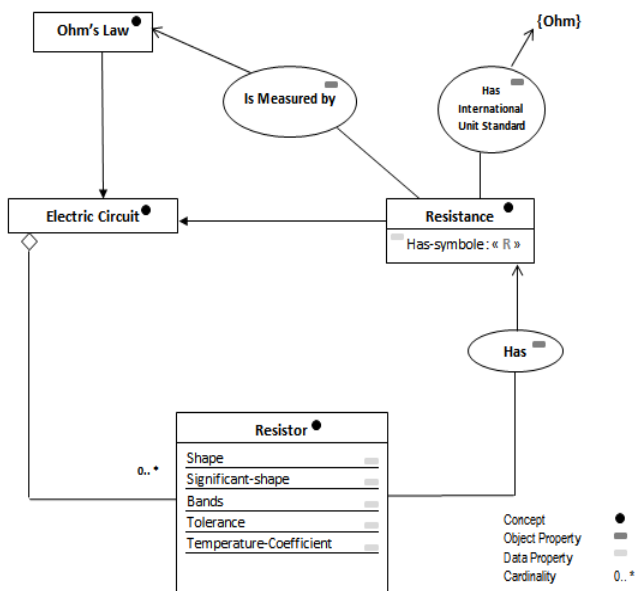 Ohm's Law
{Ohm}
Is Measured by
Has
International
Unit Standard
Electric Circuit
Resistance
Has-symbole: « R »
Has
Resistor
Shape
Significant-shape
Bands
Tolerance
Temperature-Coefficient
0.. *
Concept
Object Property
Data Property
Cardinality 0.. *